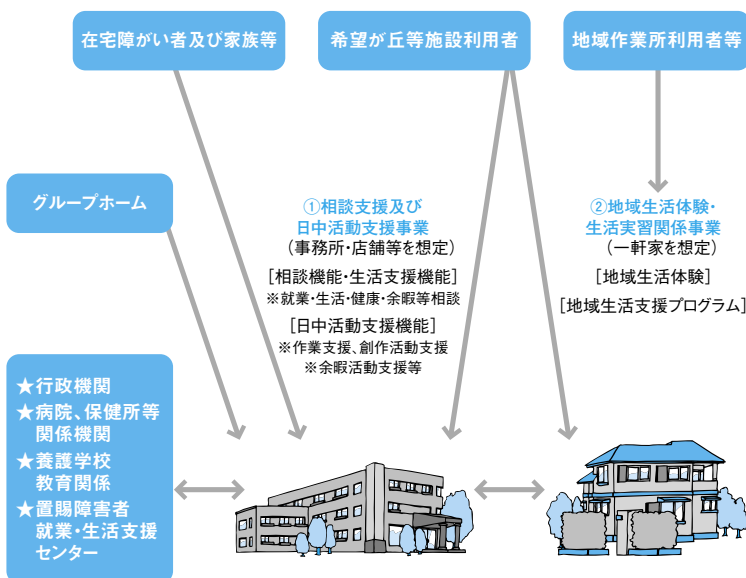 在宅障がい者及び家族等
希望が丘等施設利用者
地域作業所利用者等
グループホーム
①相談支援及び
日中活動支援事業
(事務所・店舗等を想定)
[相談機能・生活支援機能]
※就業・生活・健康・余暇等相談
[日中活動支援機能]
※作業支援、創作活動支援
※余暇活動支援等
②地域生活体験・
生活実習関係事業
(一軒家を想定)
[地域生活体験]
[地域生活支援プログラム]
★行政機関
★病院、保健所等
関係機関
★養護学校
教育関係
★置賜障害者
就業・生活支援
センター